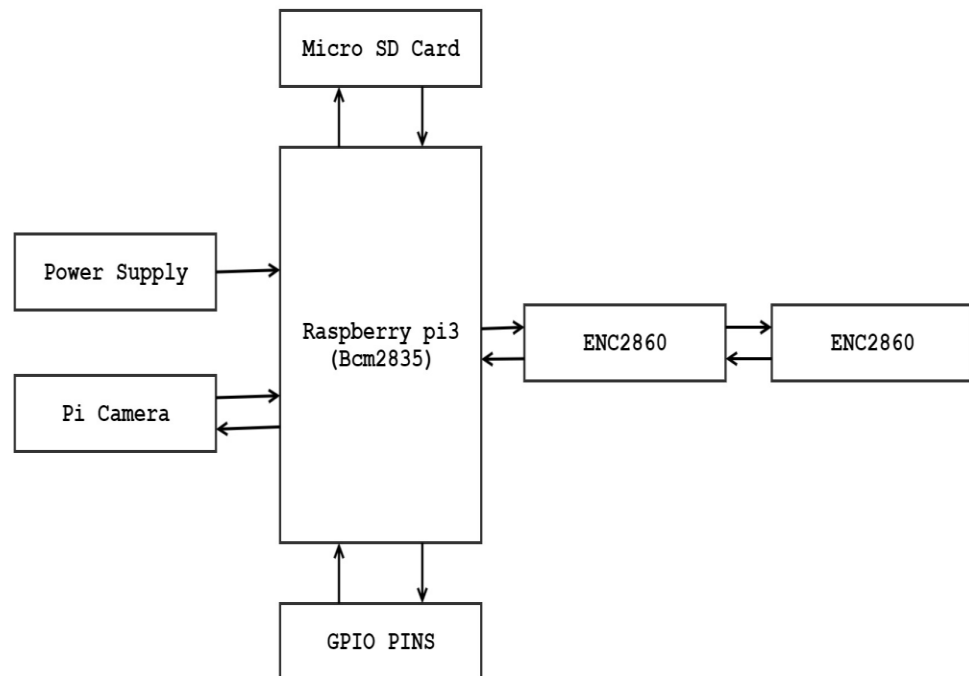 Micro SD Card
Power Supply
Raspberry pi3
(Bcm2835)
ENC2860
ENC2860
Pi Camera
GPIO PINS